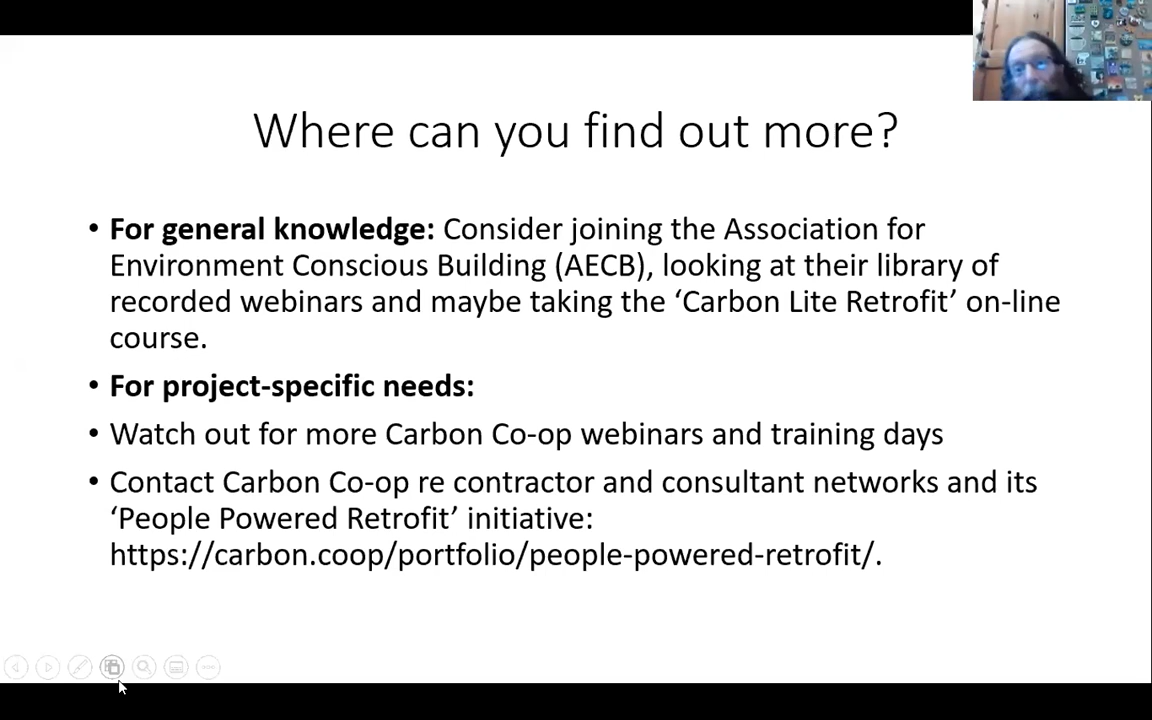 Where can you find out more?
• For general knowledge: Consider joining the Association for
Environment Conscious Building (AECB), looking at their library of
recorded webinars and maybe taking the ‘Carbon Lite Retrofit’ on-line
course.
• For project-specific needs:
• Watch out for more Carbon Co-op webinars and training days
• Contact Carbon Co-op re contractor and consultant networks and its
‘People Powered Retrofit’ initiative:
https://carbon.coop/portfolio/people-powered-retrofit/.